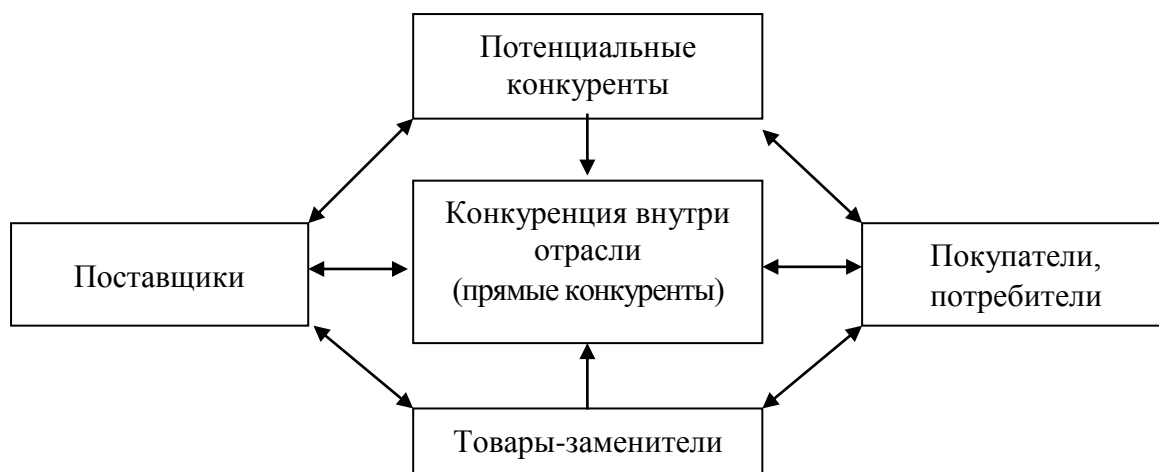 Потенциальные
конкуренты
Конкуренция внутри
отрасли
(прямые конкуренты)
Поставщики
Покупатели,
потребители
Товары-заменители